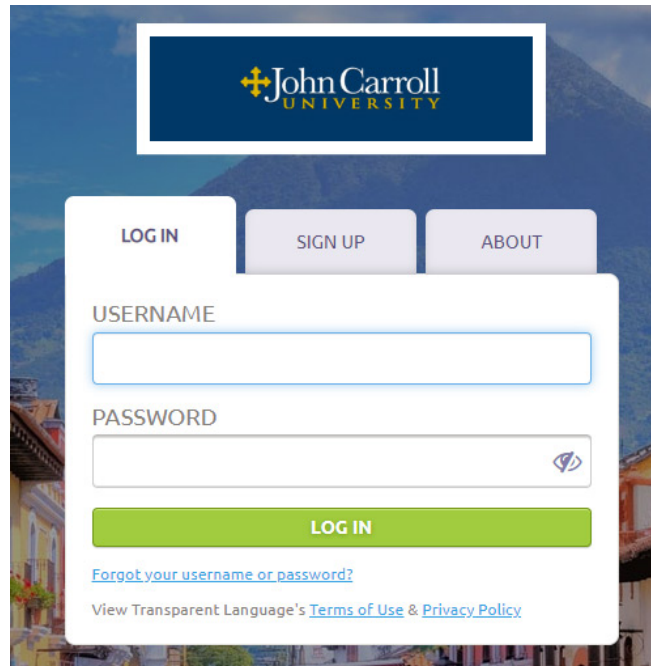 John Carroll
UNIVERSITY
LOG IN
SIGN UP
ABOUT
USERNAME
PASSWORD
LOG IN
Forgot your username or password?
View Transparent Language's Terms of Use & Privacy Policy